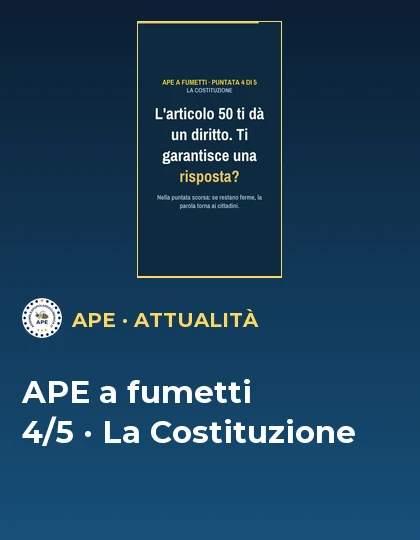 APE A FUMETTI · PUNTATA 4 DI 5
LA COSTITUZIONE
L'articolo 50 ti dà
un diritto. Ti
garantisce una
risposta?
Nella puntata scorsa: se restano ferme, la
parola torna ai cittadini.
APE
APE · ATTUALITÀ
APE a fumetti
4/5 · La Costituzione